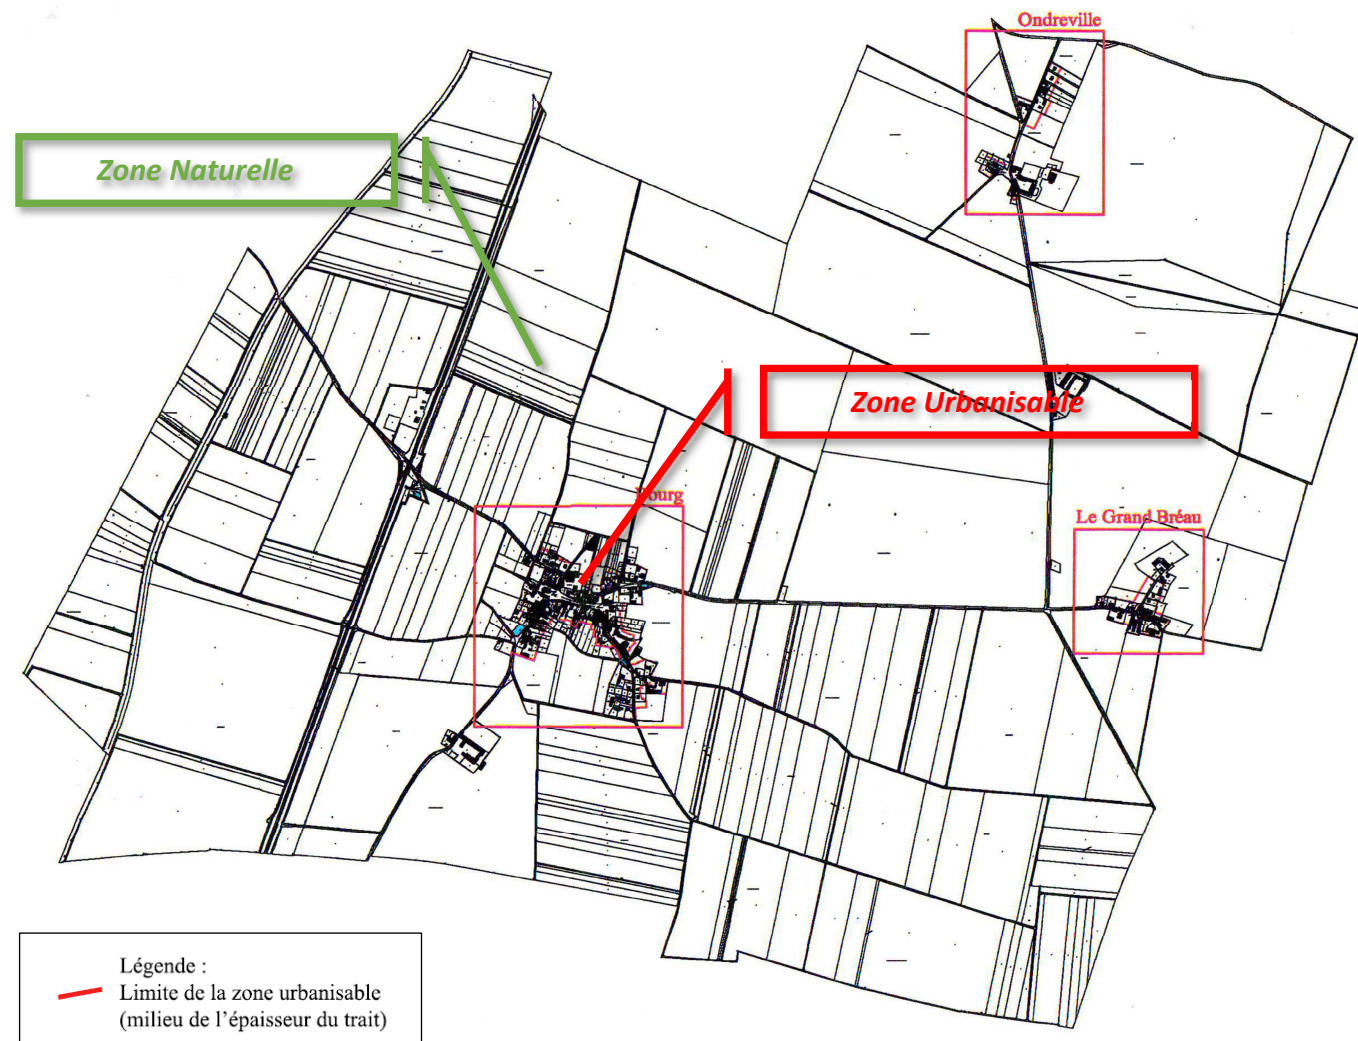 Ondreville
Zone Naturelle
Zone Urbanisable
Bourg
Le Grand Bréau
Légende :
Limite de la zone urbanisable
(milieu de l'épaisseur du trait)